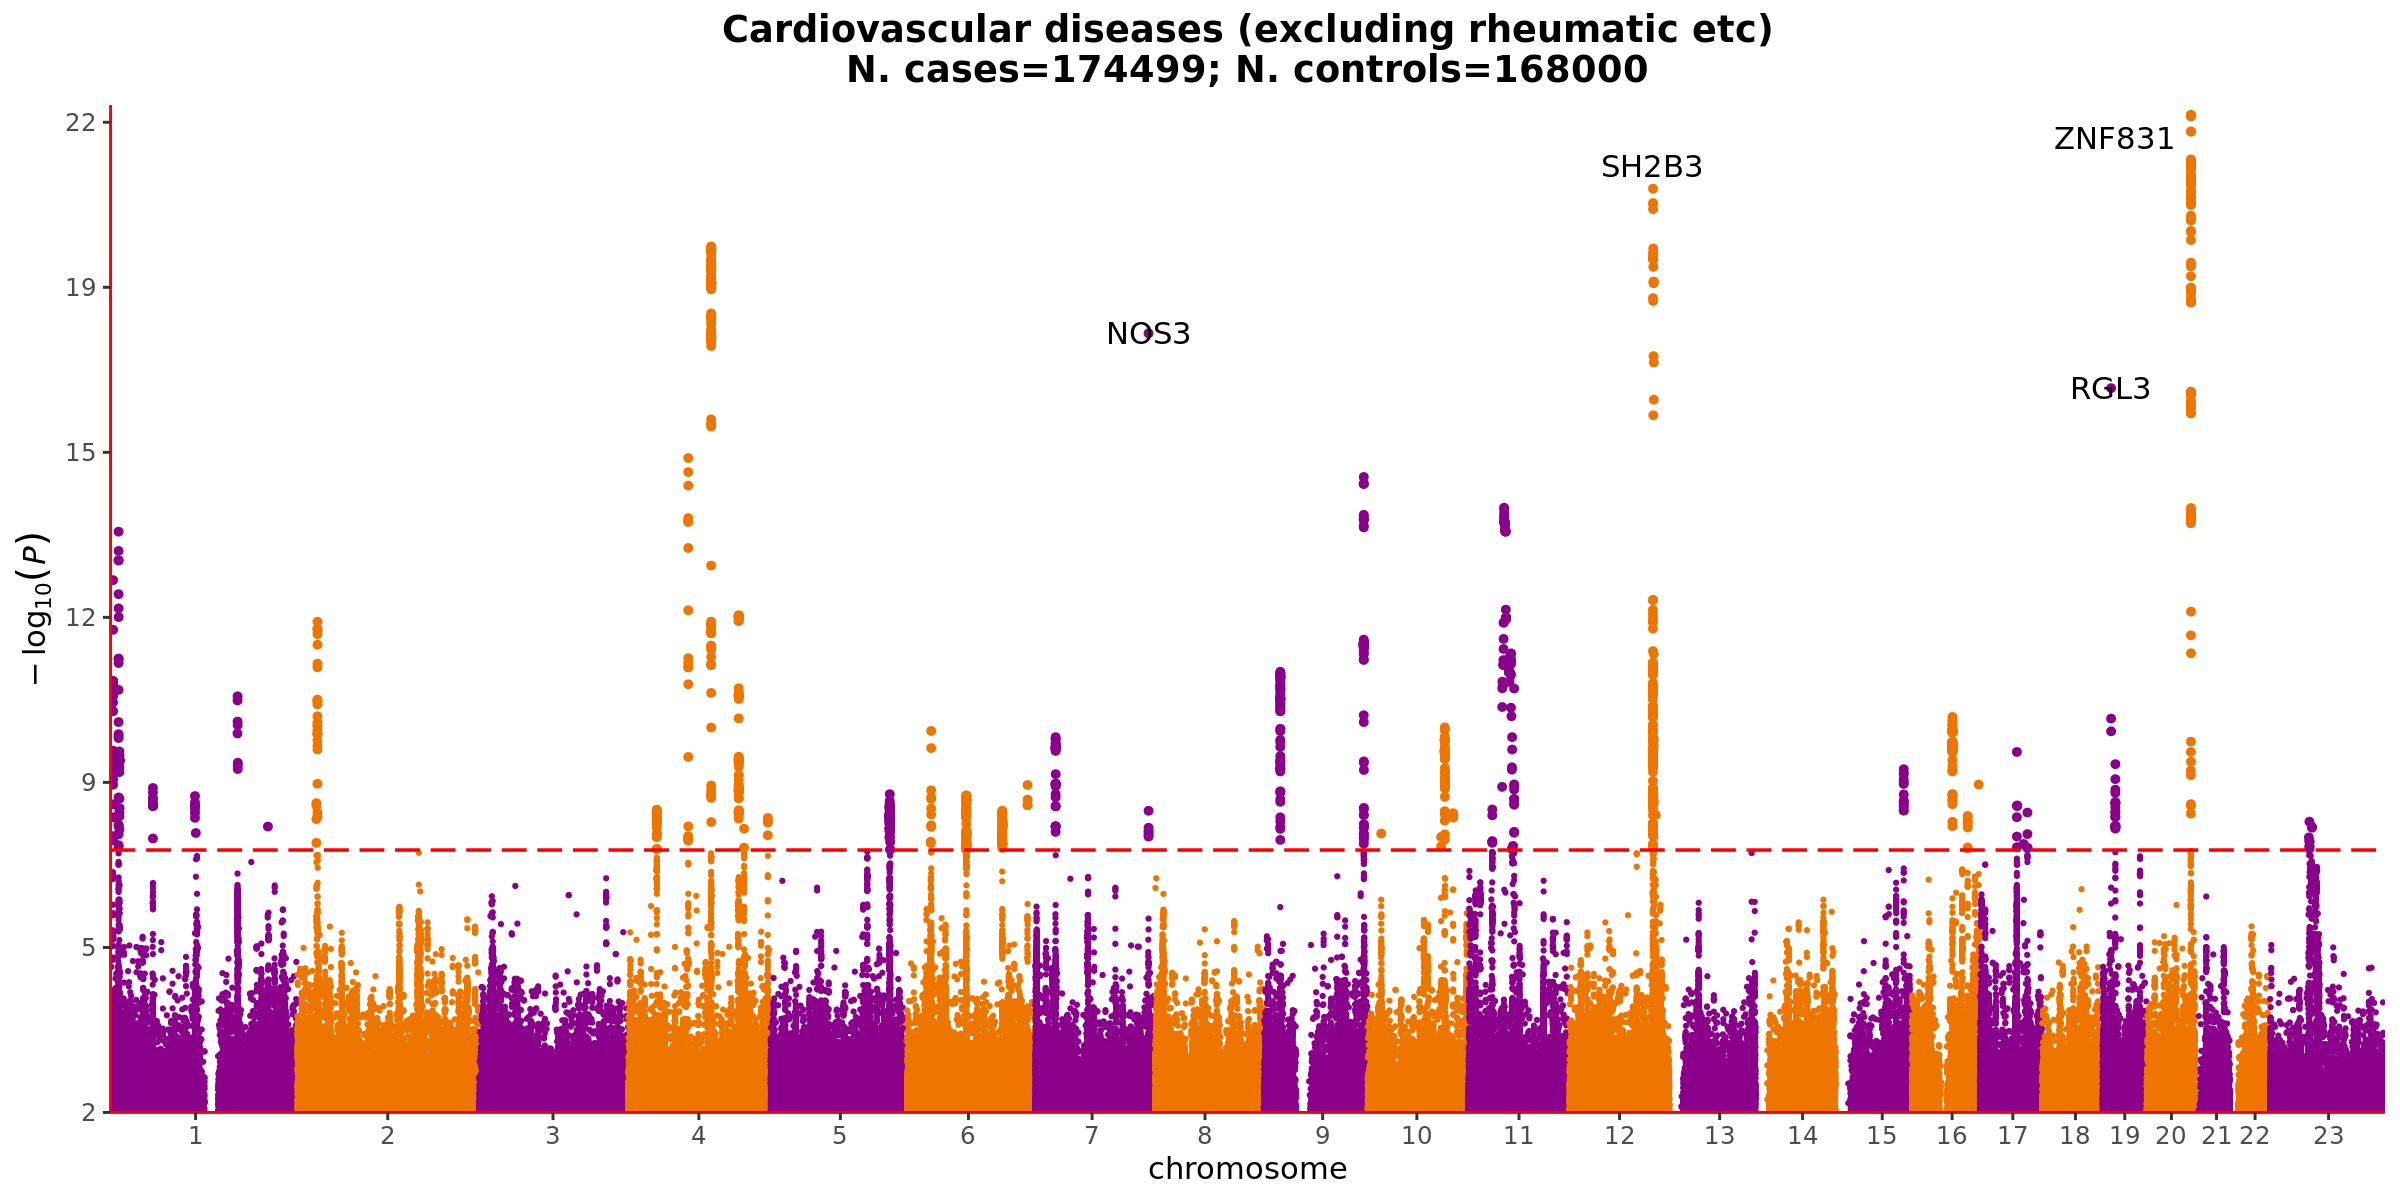 Cardiovascular diseases (excluding rheumatic etc)
N. cases=174499; N. controls=168000
22
ZNF831
SH2B3
19
NOS3
RGL3
15
−log10(P)
12
9
5
2
1 2 3 4 5 6 7 8 9 10 11 12 13 14 15 16 17 18 19 20 21 22 23
chromosome